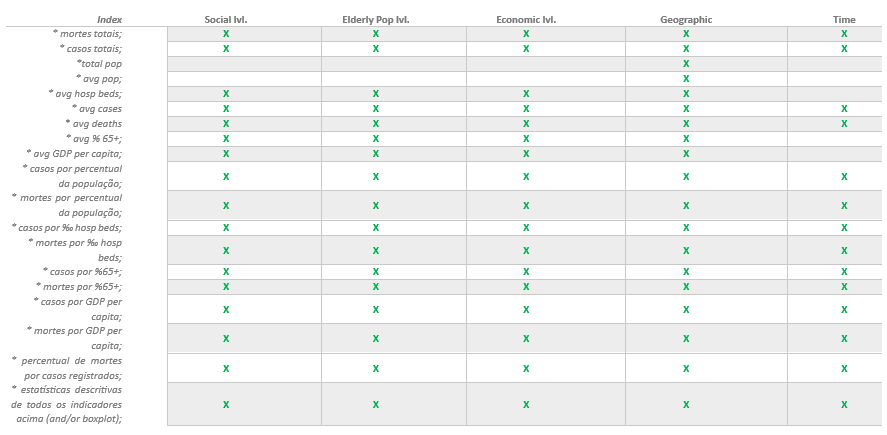 Index Social lvl. Elderly Pop lvl. Economic lvl. Geographic Time
* mortes totais; X X X X X
* casos totais; X X X X X
*total pop X
* avg pop; X
* avg hosp beds; X X X X
* avg cases X X X X X
* avg deaths X X X X X
* avg % 65+; X X X X
* avg GDP per capita; X X X X
* casos por percentual
da população; X X X X X
* mortes por percentual
da população; X X X X X
* casos por ‰ hosp beds; X X X X X
* mortes por ‰ hosp
beds; X X X X X
* casos por %65+; X X X X X
* mortes por %65+; X X X X X
* casos por GDP per
capita; X X X X X
* mortes por GDP per
capita; X X X X X
* percentual de mortes
por casos registrados; X X X X X
* estatísticas descritivas
de todos os indicadores X X X X X
acima (and/or boxplot);